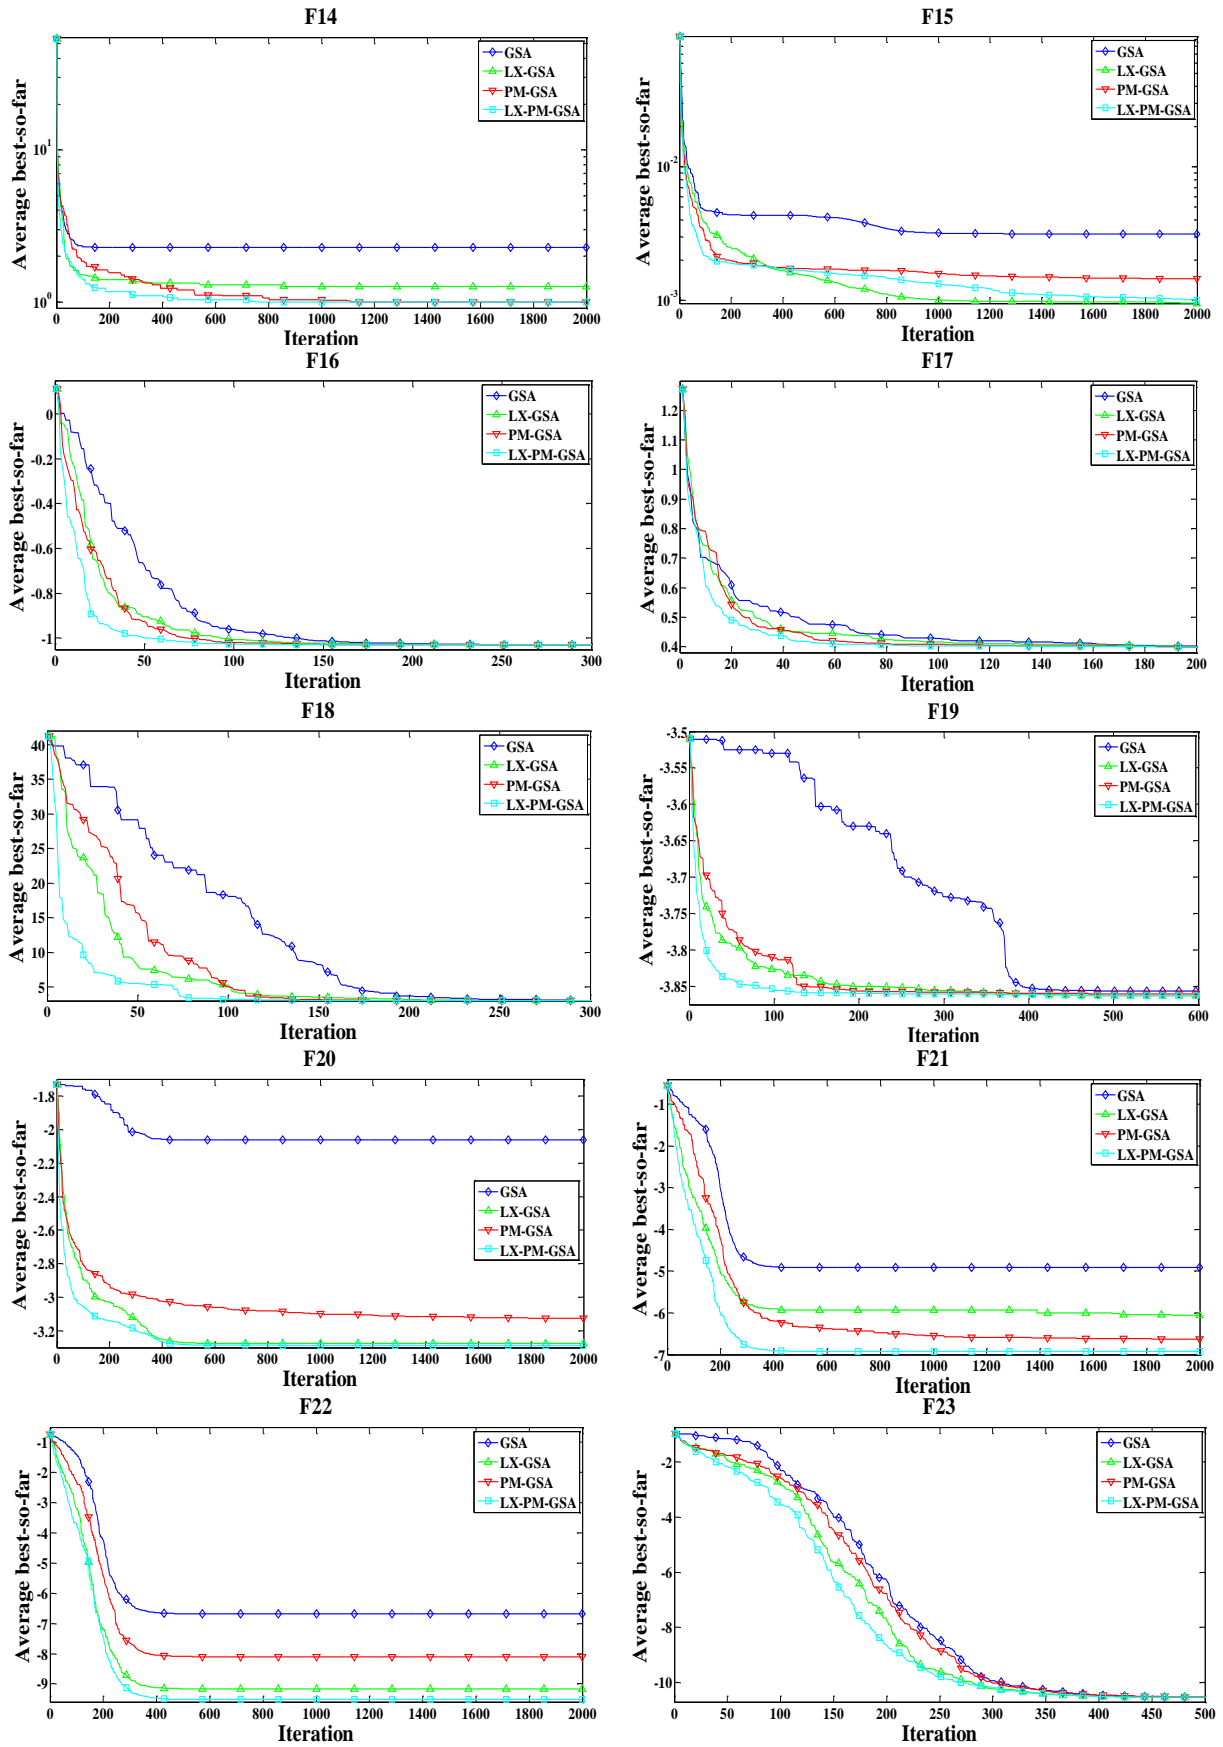 F14
Average best-so-far
10^1
10^0
0 200 400 600 800 1000 1200 1400 1600 1800 2000
Iteration
GSA
LX-GSA
PM-GSA
LX-PM-GSA
F15
Average best-so-far
10^-2
10^-3
0 200 400 600 800 1000 1200 1400 1600 1800 2000
Iteration
GSA
LX-GSA
PM-GSA
LX-PM-GSA
F16
Average best-so-far
0
-0.2
-0.4
-0.6
-0.8
-1
0 50 100 150 200 250 300
Iteration
GSA
LX-GSA
PM-GSA
LX-PM-GSA
F17
Average best-so-far
1.2
1.1
1
0.9
0.8
0.7
0.6
0.5
0.4
0 20 40 60 80 100 120 140 160 180 200
Iteration
GSA
LX-GSA
PM-GSA
LX-PM-GSA
F18
Average best-so-far
40
35
30
25
20
15
10
5
0 50 100 150 200 250 300
Iteration
GSA
LX-GSA
PM-GSA
LX-PM-GSA
F19
Average best-so-far
-3.5
-3.55
-3.6
-3.65
-3.7
-3.75
-3.8
-3.85
0 100 200 300 400 500 600
Iteration
GSA
LX-GSA
PM-GSA
LX-PM-GSA
F20
Average best-so-far
-1.8
-2
-2.2
-2.4
-2.6
-2.8
-3
-3.2
0 200 400 600 800 1000 1200 1400 1600 1800 2000
Iteration
GSA
LX-GSA
PM-GSA
LX-PM-GSA
F21
Average best-so-far
-1
-2
-3
-4
-5
-6
-7
0 200 400 600 800 1000 1200 1400 1600 1800 2000
Iteration
GSA
LX-GSA
PM-GSA
LX-PM-GSA
F22
Average best-so-far
-1
-2
-3
-4
-5
-6
-7
-8
-9
0 200 400 600 800 1000 1200 1400 1600 1800 2000
Iteration
GSA
LX-GSA
PM-GSA
LX-PM-GSA
F23
Average best-so-far
-2
-4
-6
-8
-10
0 50 100 150 200 250 300 350 400 450 500
Iteration
GSA
LX-GSA
PM-GSA
LX-PM-GSA